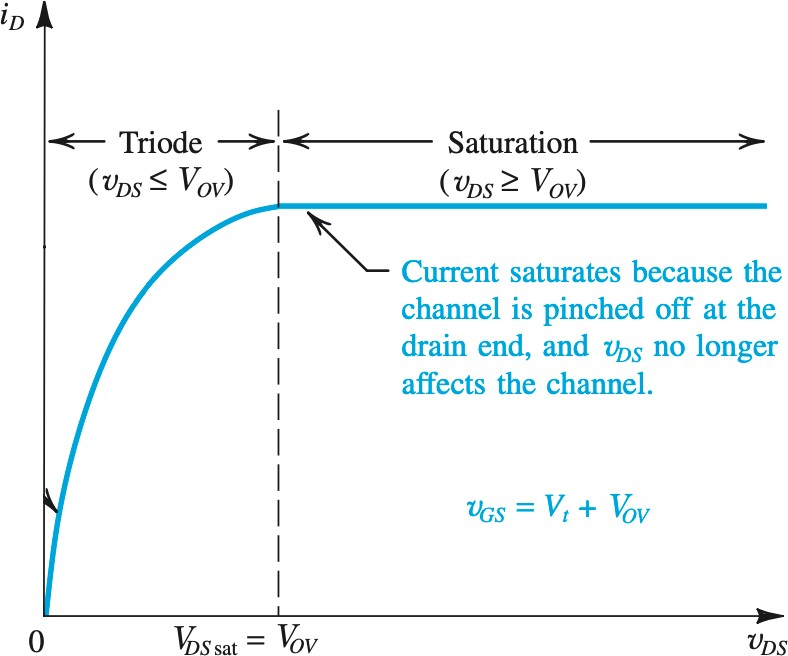 i_D
Triode
(v_DS ≤ V_OV)
Saturation
(v_DS ≥ V_OV)
Current saturates because the
channel is pinched off at the
drain end, and v_DS no longer
affects the channel.
v_GS = V_t + V_OV
0
V_DS sat = V_OV
v_DS